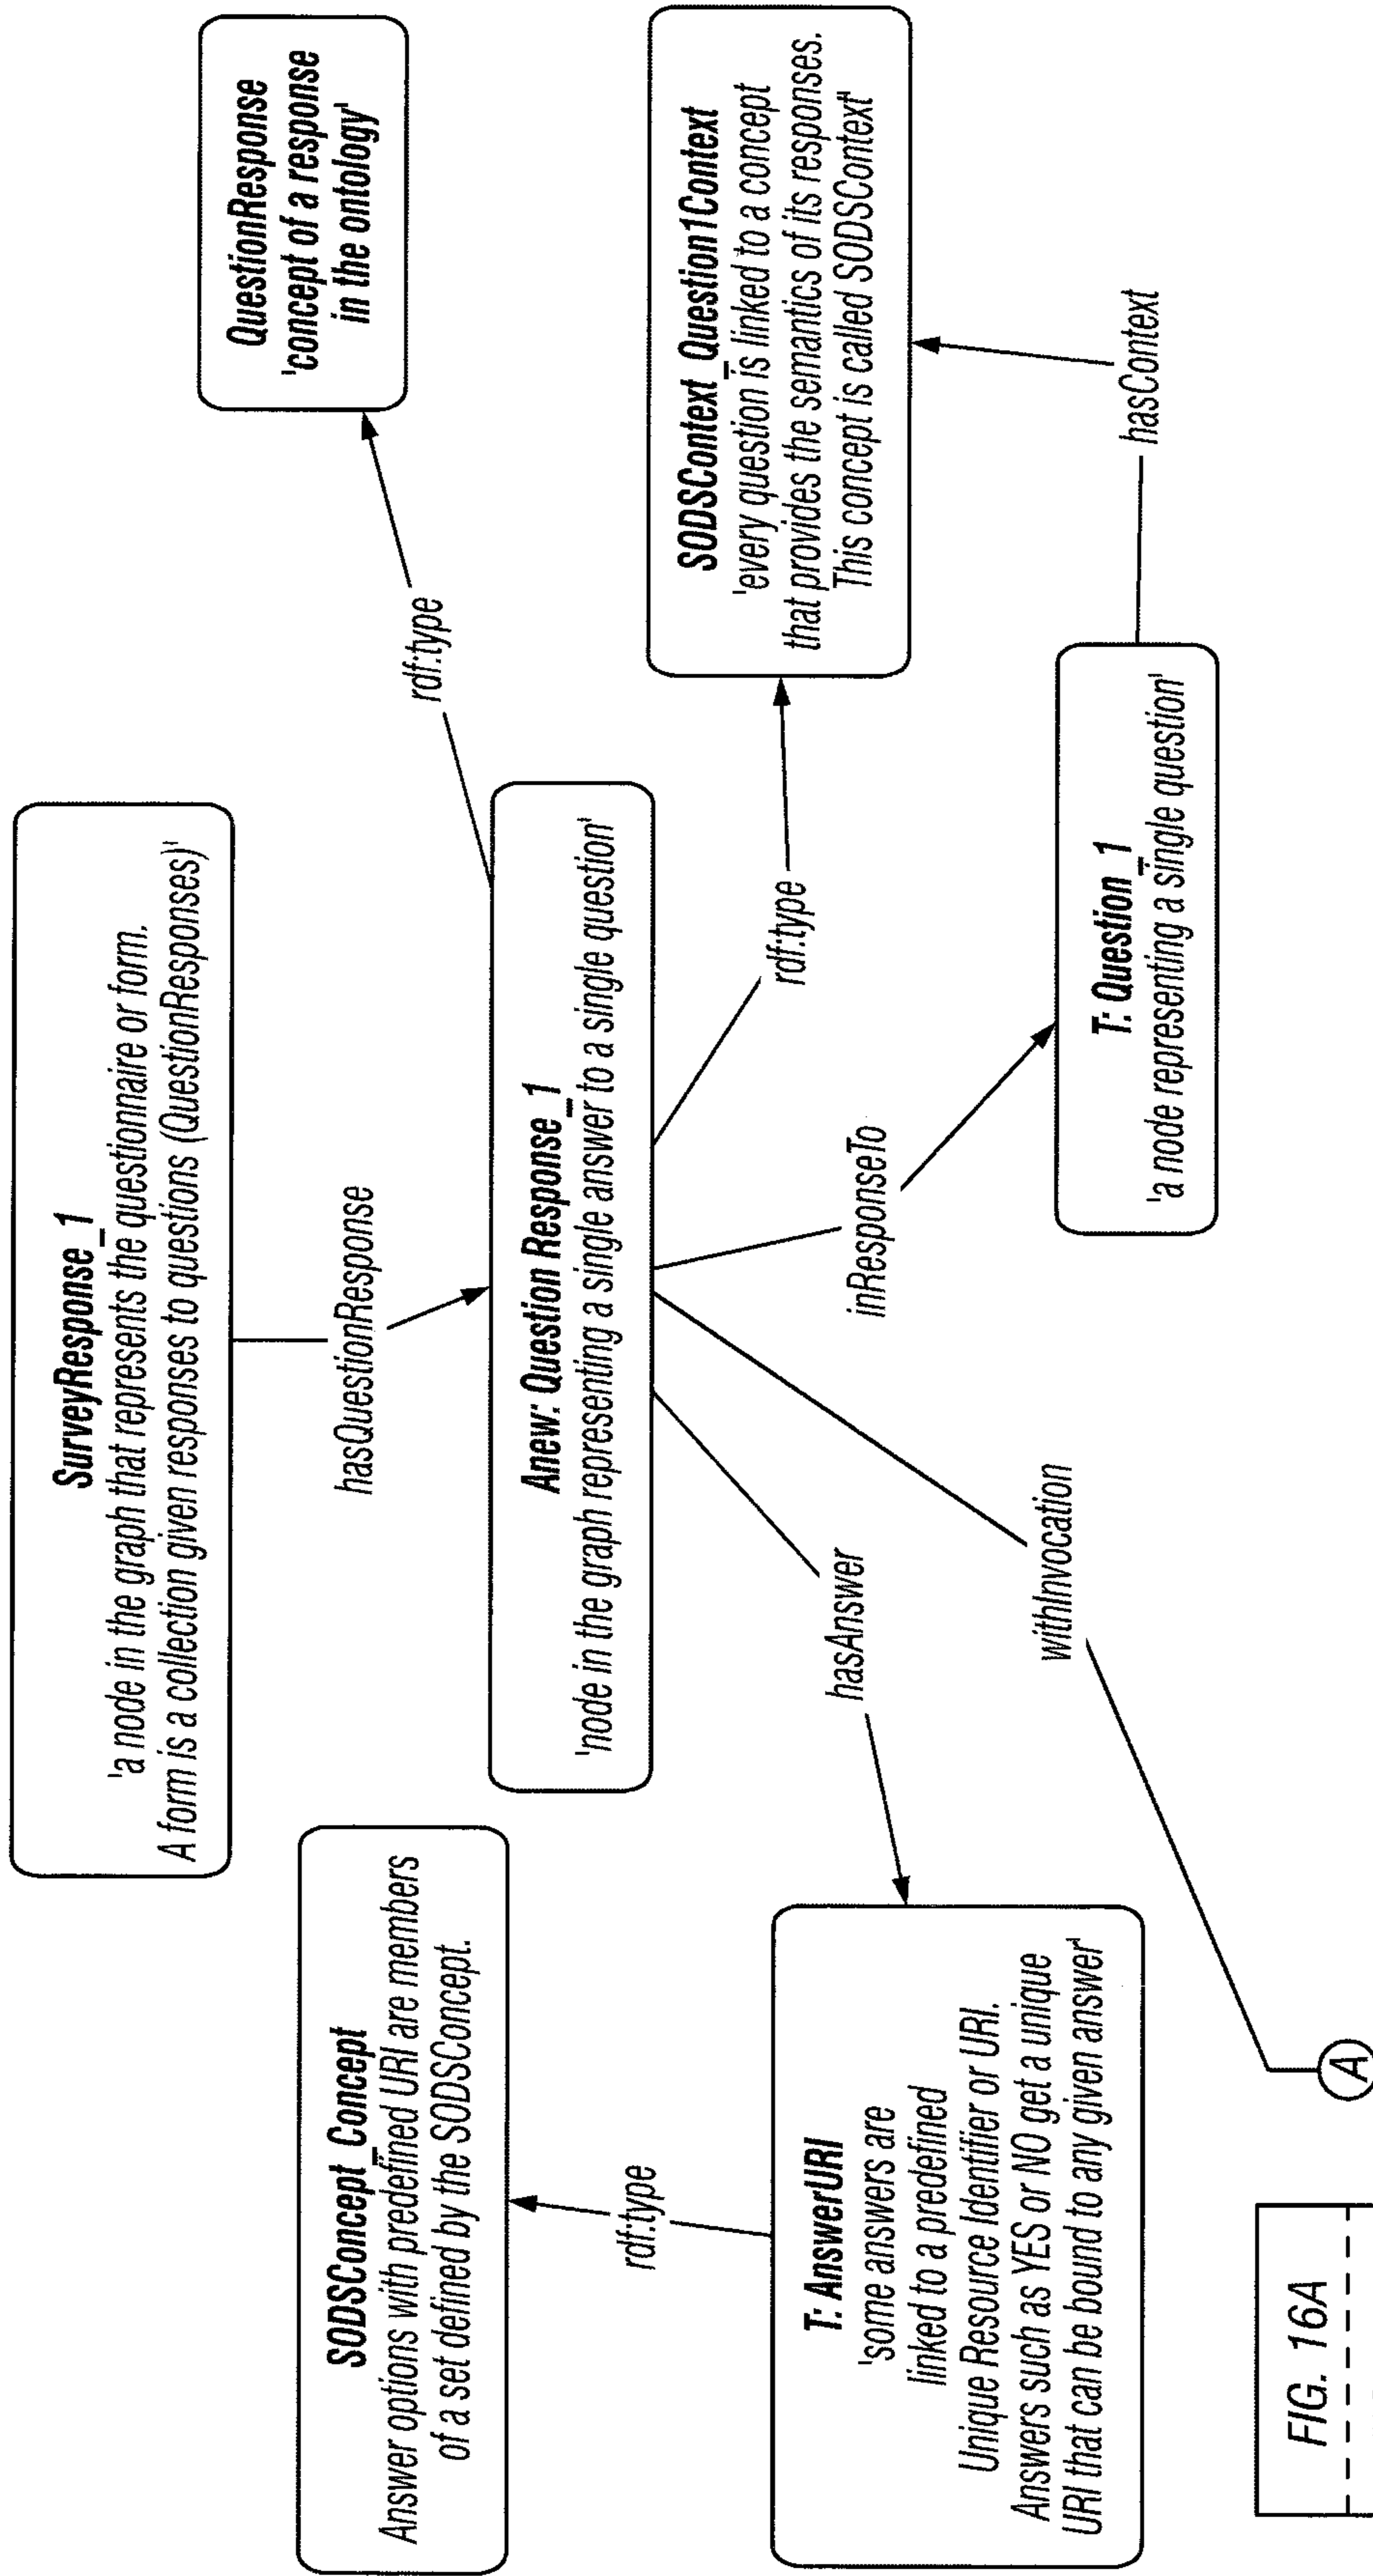 SurveyResponse_1
'a node in the graph that represents the questionnaire or form.
A form is a collection given responses to questions (QuestionResponses)'
QuestionResponse
'concept of a response
in the ontology'
hasQuestionResponse
rdf:type
SODSConcept_Concept
Answer options with predefined URI are members
of a set defined by the SODSConcept.
Anew: Question Response_1
'node in the graph representing a single answer to a single question'
SODSContext_Question1Context
'every question is linked to a concept
that provides the semantics of its responses.
This concept is called SODSContext'
rdf:type
rdf:type
hasAnswer
inResponseTo
T: AnswerURI
'some answers are
linked to a predefined
Unique Resource Identifier or URI.
Answers such as YES or NO get a unique
URI that can be bound to any given answer'
withInvocation
T: Question_1
'a node representing a single question'
hasContext
A
FIG. 16A